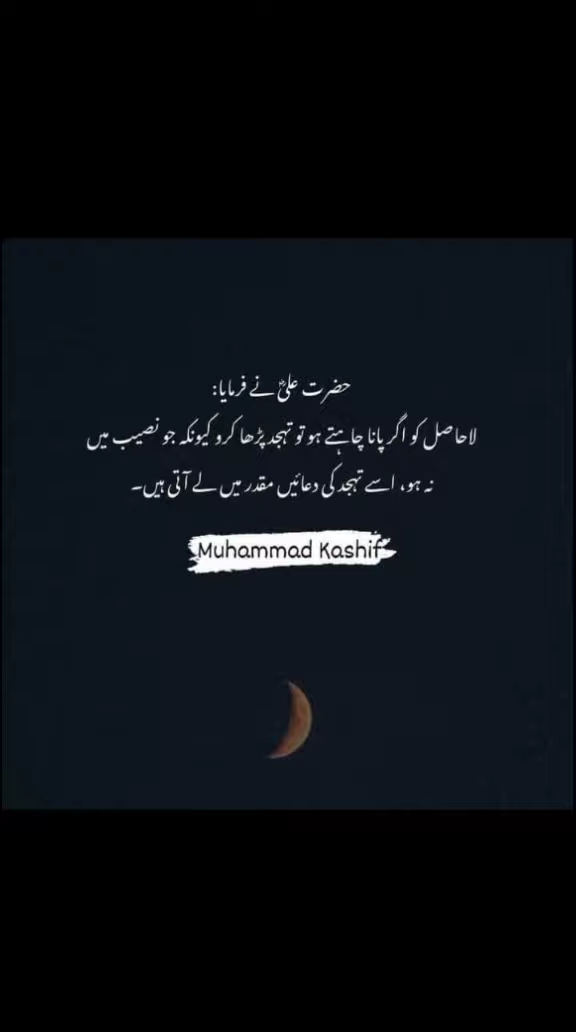 حضرت علیؓ نے فرمایا:
لاحاصل کو اگر پانا چاہتے ہو تو تہجد پڑھا کرو کیونکہ جو نصیب میں
نہ ہو، اسے تہجد کی دعائیں مقدر میں لے آتی ہیں۔
Muhammad Kashif